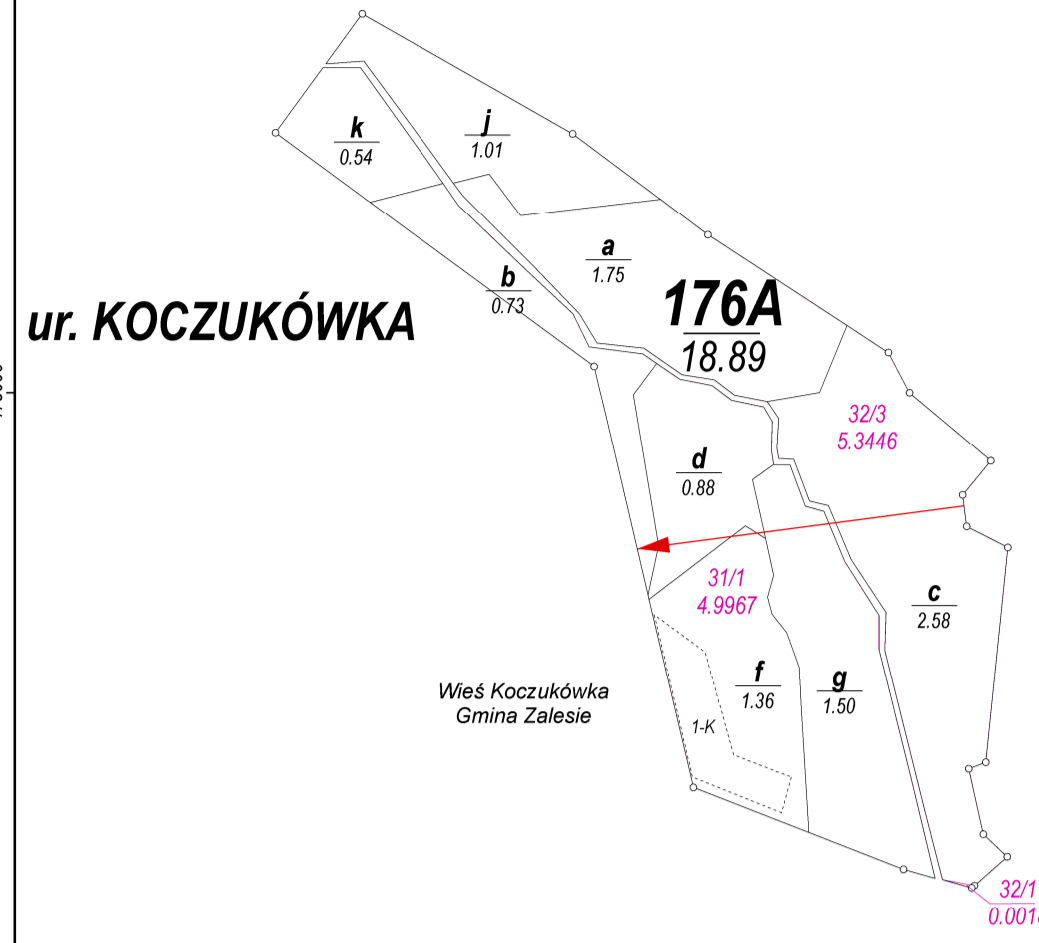 k
0.54
j
1.01
a
1.75
b
0.73
176A
18.89
ur. KOCZUKÓWKA
32/3
5.3446
d
0.88
31/1
4.9967
c
2.58
Wieś Koczukówka
Gmina Zalesie
f
1.36
g
1.50
1-K
32/1